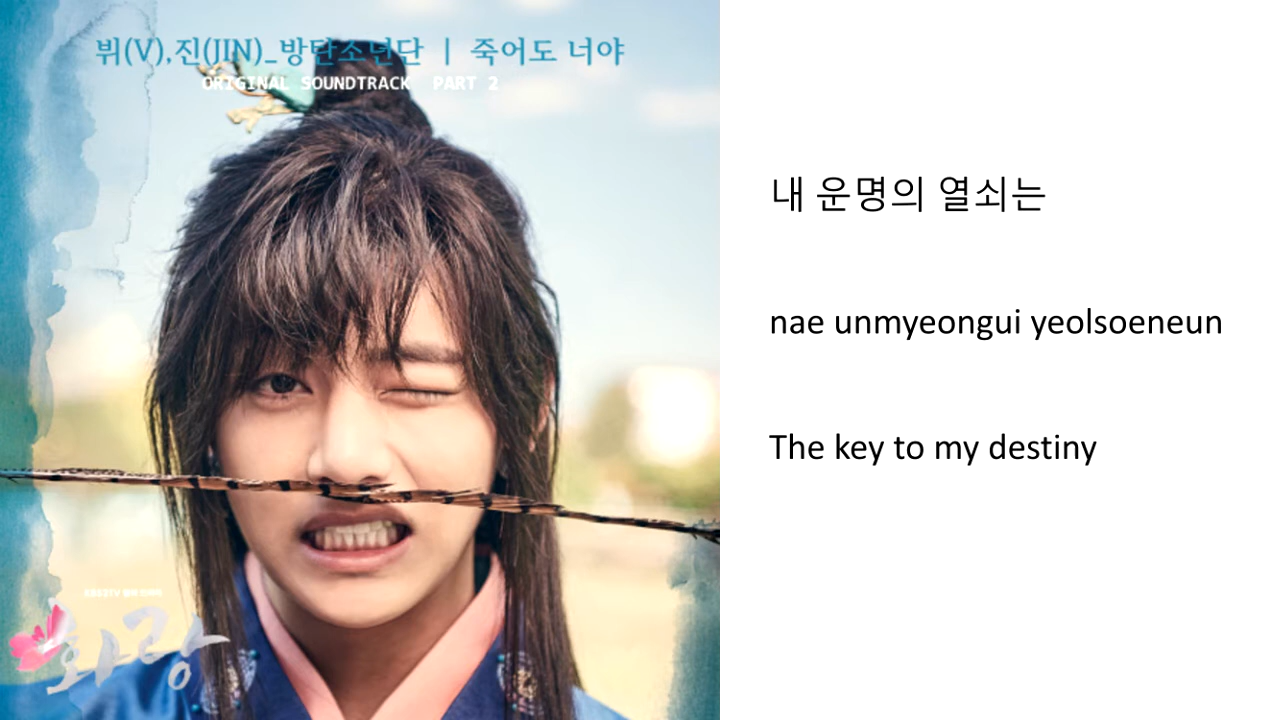 뷔(V),진(JIN)_방탄소년단 | 죽어도 너야
ORIGINAL SOUNDTRACK PART 2
내 운명의 열쇠는
nae unmyeongui yeolsoeneun
The key to my destiny
화랑